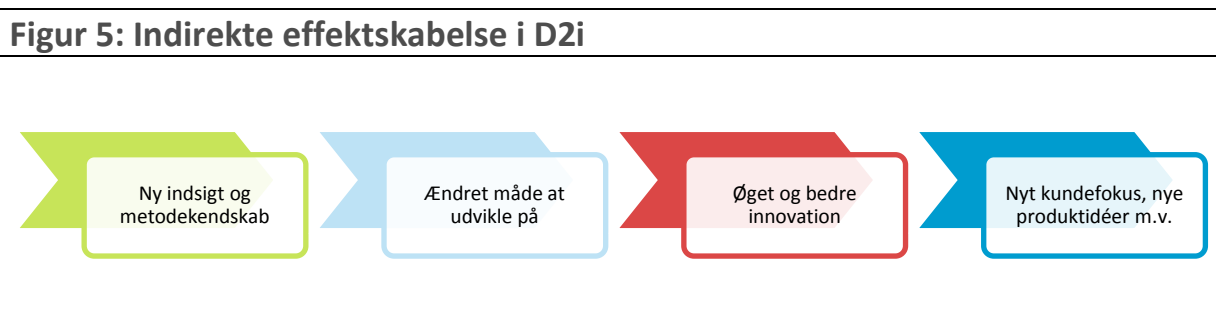 Figur 5: Indirekte effektskabelse i D2i
Ny indsigt og
metodekendskab
Ændret måde at
udvikle på
Øget og bedre
innovation
Nyt kundefokus, nye
produktidéer m.v.